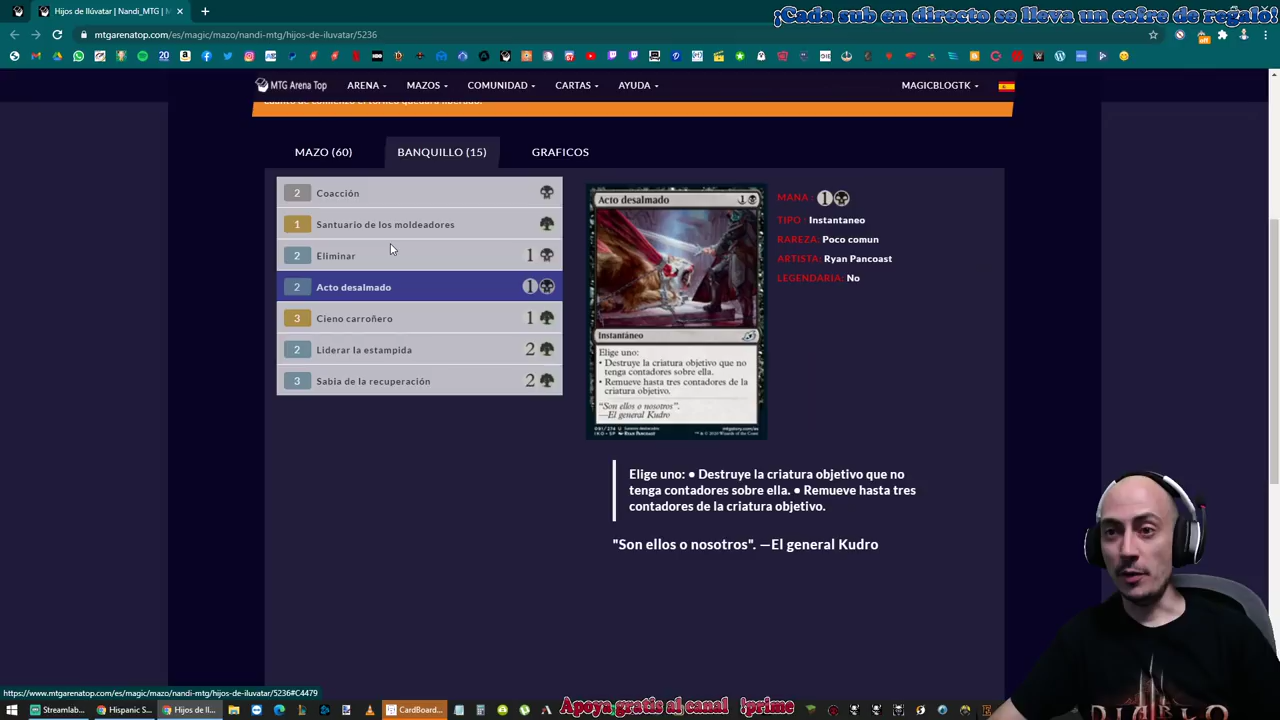 Hijos de Ilúvatar | Nandi_MTG |
¡Cada sub en directo se lleva un cofre de regalo!
mtgarenatop.com/es/magic/mazo/nandi-mtg/hijos-de-iluvatar/5236
MTG Arena Top
ARENA
MAZOS
COMUNIDAD
CARTAS
AYUDA
MAGICBLOGTK
MAZO (60)
BANQUILLO (15)
GRAFICOS
2 Coacción
1 Santuario de los moldeadores
2 Eliminar 1
2 Acto desalmado 1
3 Cieno carroñero 1
2 Liderar la estampida 2
3 Sabia de la recuperación 2
Acto desalmado 1
Instantáneo
Elige uno:
• Destruye la criatura objetivo que no
tenga contadores sobre ella.
• Remueve hasta tres contadores de la
criatura objetivo.
"Son ellos o nosotros".
—El general Kudro
MANA : 1
TIPO : Instantaneo
RAREZA: Poco comun
ARTISTA: Ryan Pancoast
LEGENDARIA: No
Elige uno: • Destruye la criatura objetivo que no
tenga contadores sobre ella. • Remueve hasta tres
contadores de la criatura objetivo.
"Son ellos o nosotros". —El general Kudro
DIABLO
https://www.mtgarenatop.com/es/magic/mazo/nandi-mtg/hijos-de-iluvatar/5236#C4479
Streamlab...
Hispanic S...
Hijos de Il...
CardBoard...
Apoya gratis al canal !prime